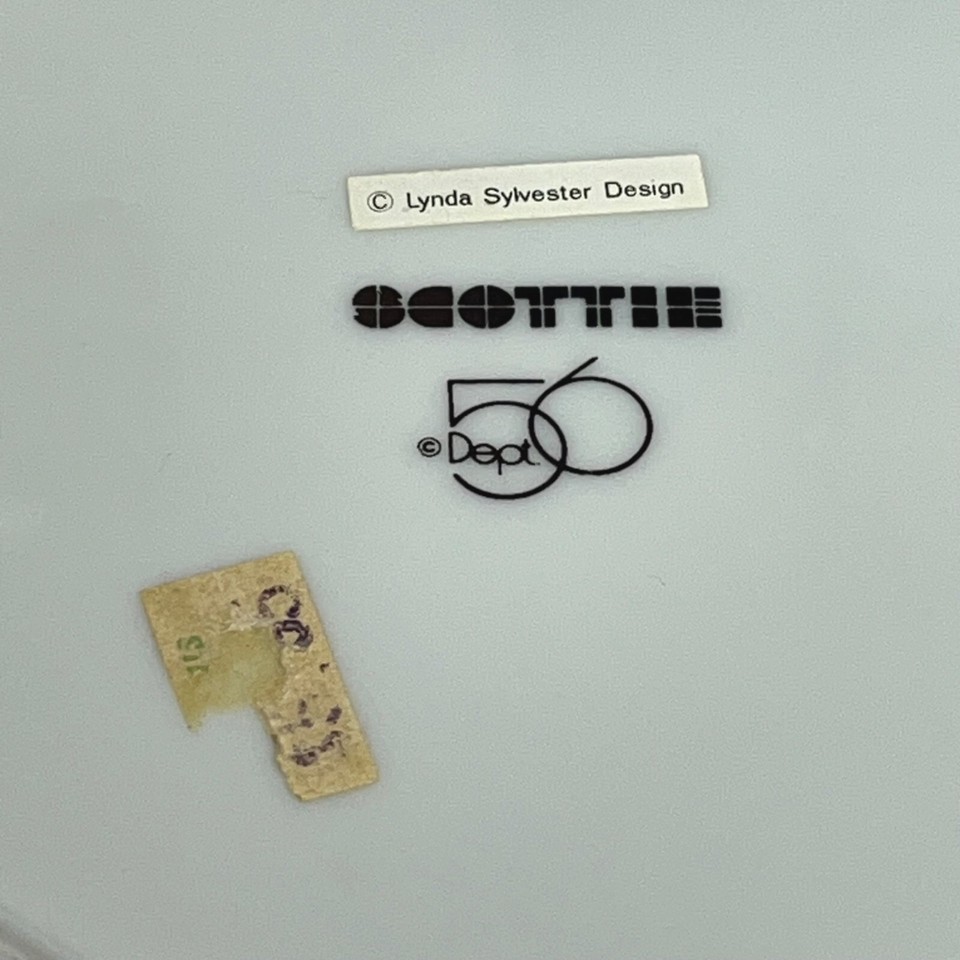 © Lynda Sylvester Design
SCOTTIE
56
© Dept.